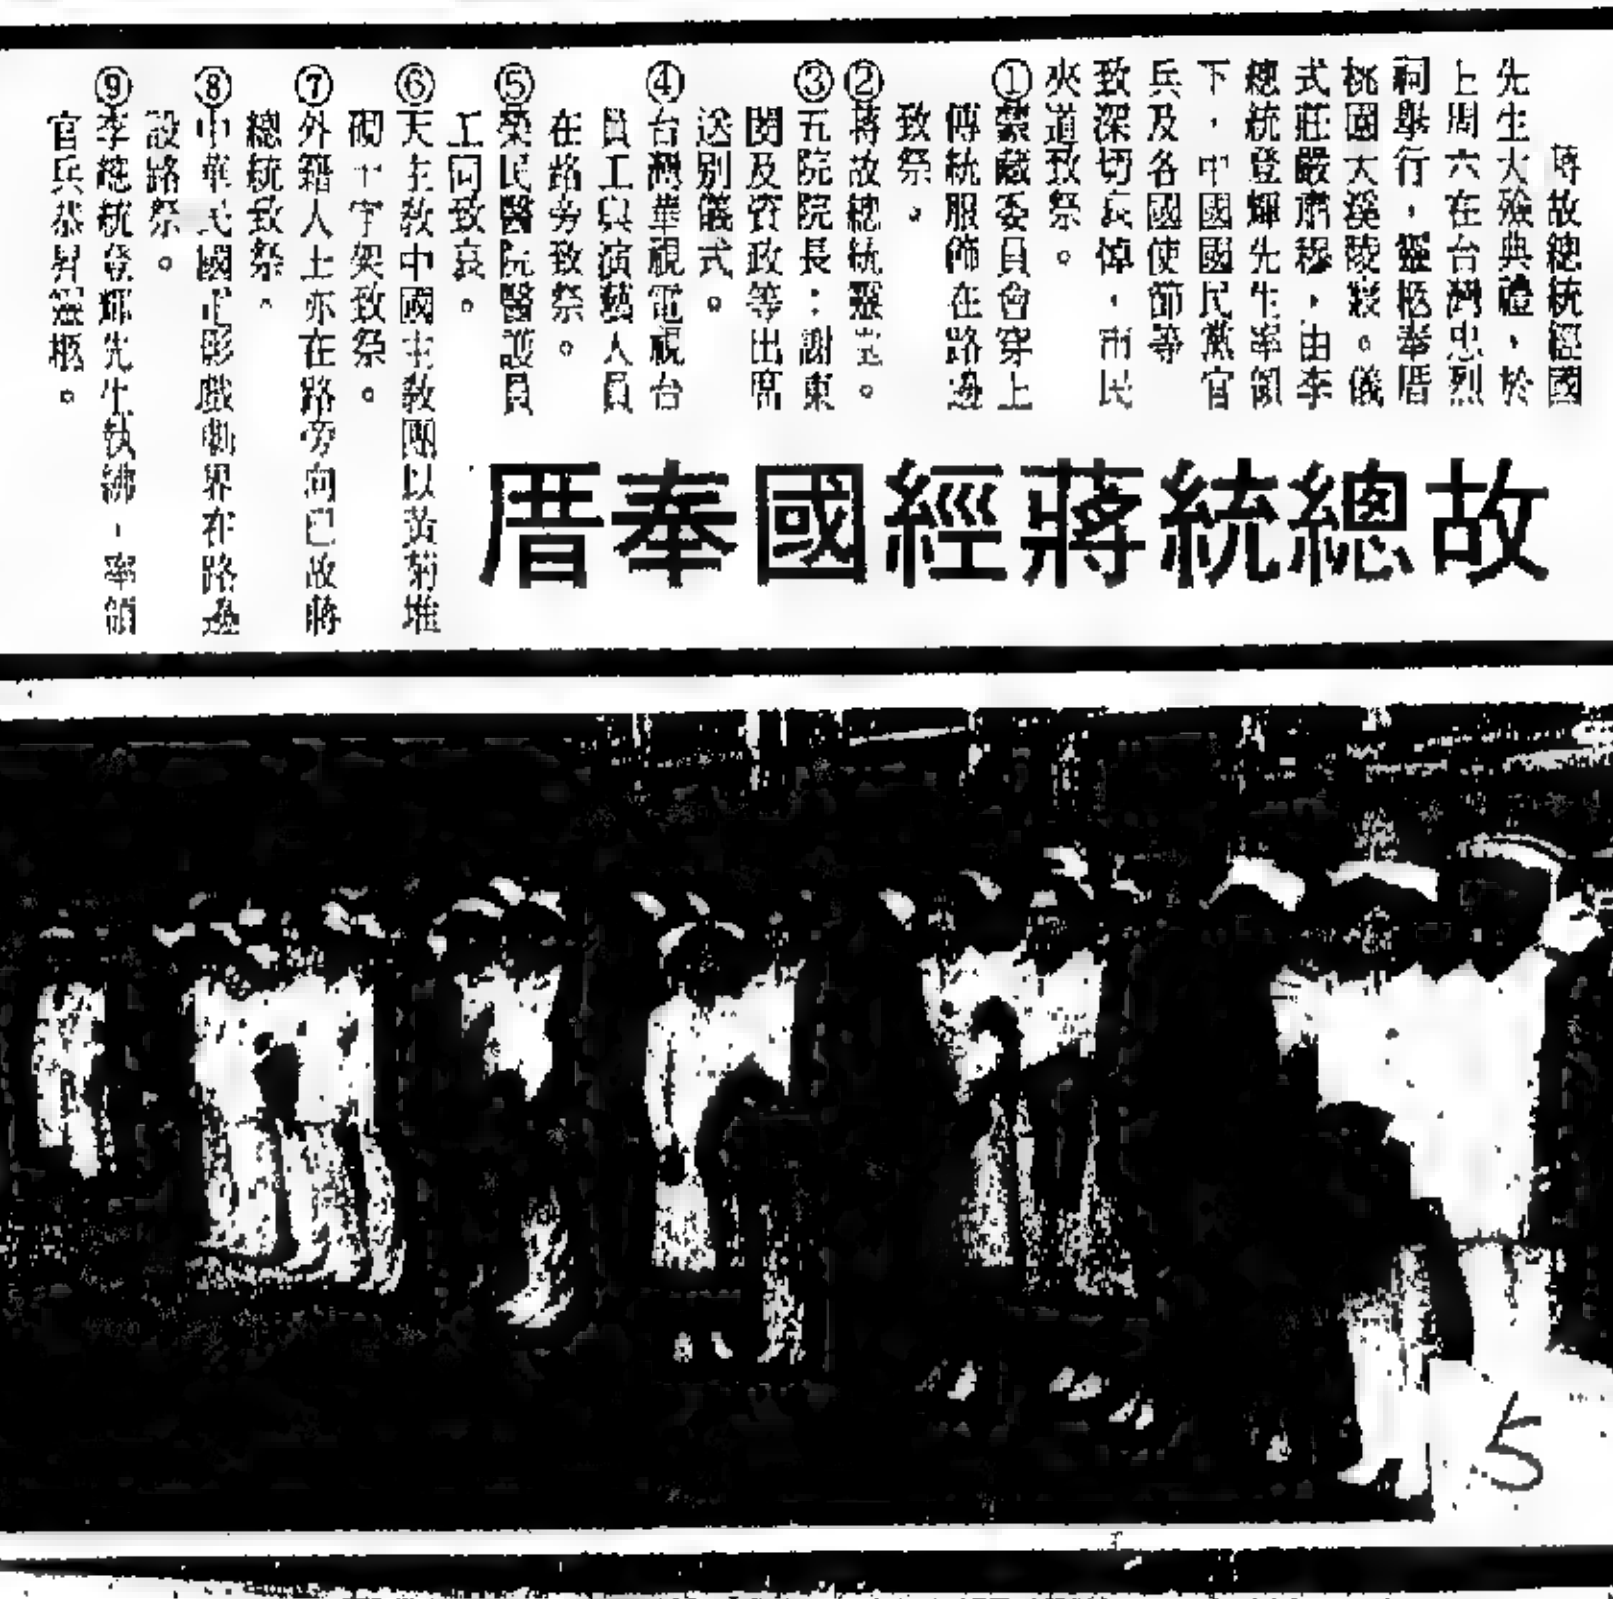 故總統蔣經國奉厝
蔣故總統經國
先生大殮典禮，於
上周六在台灣忠烈
祠舉行，靈柩奉厝
桃園大溪陵寢。儀
式莊嚴肅穆，由李
總統登輝先生率領
下，中國國民黨官
兵及各國使節等
致深切哀悼，市民
夾道致祭。
①蒙藏委員會穿上
傳統服飾在路邊
致祭。
②蔣故總統靈堂。
③五院院長：謝東
閔及資政等出席
送別儀式。
④台灣華視電視台
員工與演藝人員
在路旁致祭。
⑤榮民醫院醫護員
工同致哀。
⑥天主教中國主教團以黃菊堆
砌十字架致祭。
⑦外籍人士亦在路旁向已故蔣
總統致祭。
⑧中華民國電影戲劇界在路邊
設路祭。
⑨李總統登輝先生執紼，率領
官兵恭昇靈柩。
5